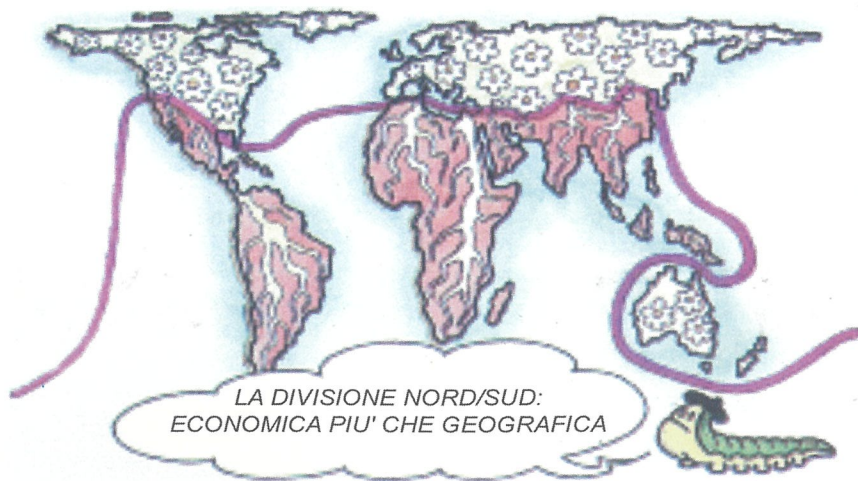 LA DIVISIONE NORD/SUD:
ECONOMICA PIU' CHE GEOGRAFICA